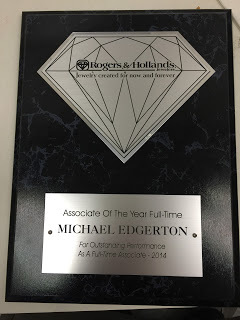 Rogers & Hollands
Jewelry created for now and forever
Associate Of The Year Full-Time
MICHAEL EDGERTON
For Outstanding Performance
As A Full-Time Associate - 2014